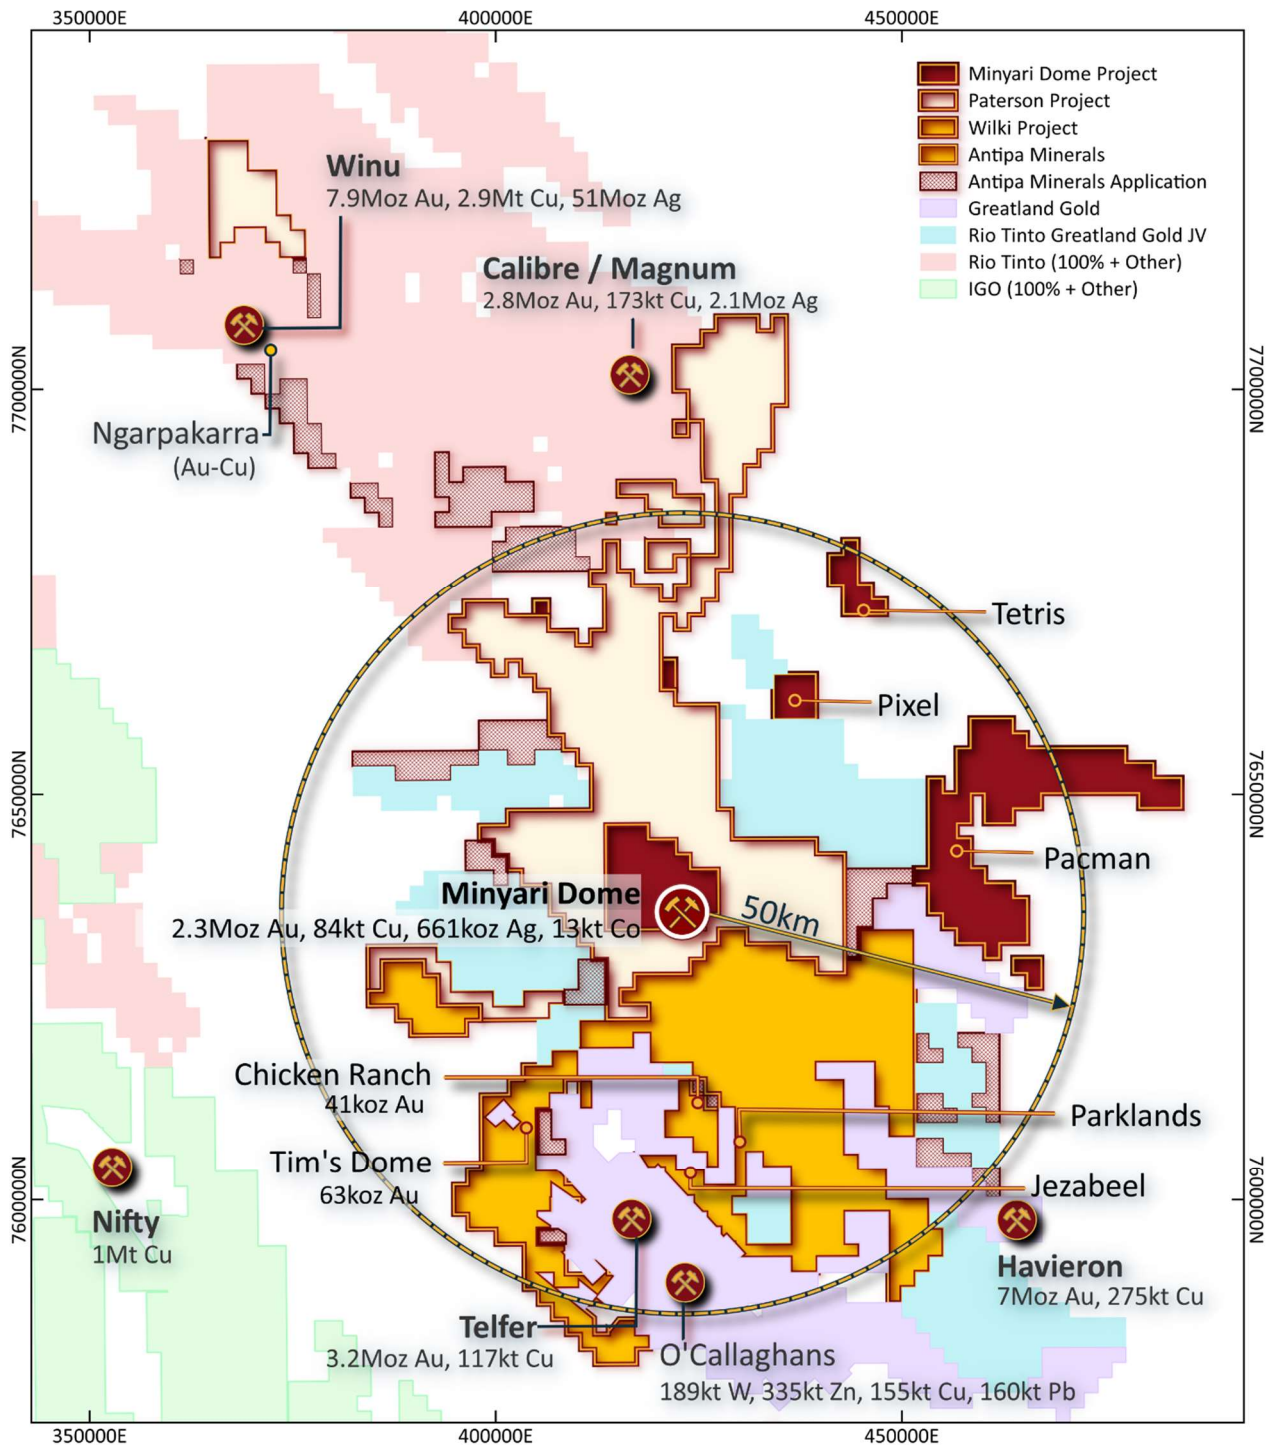 350000E
400000E
450000E
Minyari Dome Project
Paterson Project
Wilki Project
Antipa Minerals
Antipa Minerals Application
Greatland Gold
Rio Tinto Greatland Gold JV
Rio Tinto (100% + Other)
IGO (100% + Other)
Winu
7.9Moz Au, 2.9Mt Cu, 51Moz Ag
Calibre / Magnum
2.8Moz Au, 173kt Cu, 2.1Moz Ag
7700000N
7700000N
Ngarpakarra
(Au-Cu)
Tetris
Pixel
7650000N
7650000N
Pacman
Minyari Dome
2.3Moz Au, 84kt Cu, 661koz Ag, 13kt Co
50km
Chicken Ranch
41koz Au
Parklands
Tim's Dome
63koz Au
Jezabeel
7600000N
7600000N
Nifty
1Mt Cu
Havieron
7Moz Au, 275kt Cu
Telfer
3.2Moz Au, 117kt Cu
O'Callaghans
189kt W, 335kt Zn, 155kt Cu, 160kt Pb
350000E
400000E
450000E